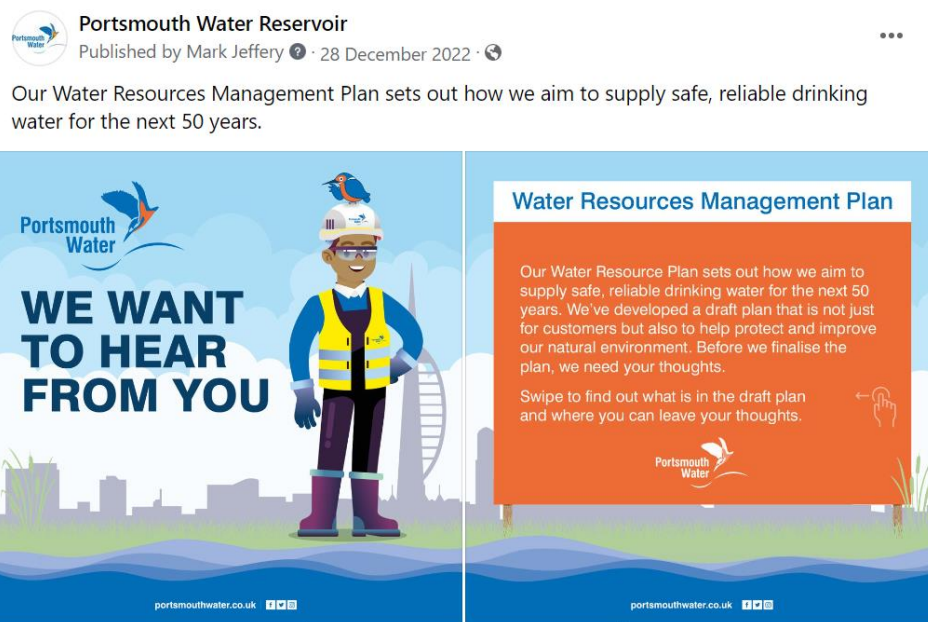 Portsmouth Water
Portsmouth Water Reservoir
Published by Mark Jeffery · 28 December 2022 ·
Our Water Resources Management Plan sets out how we aim to supply safe, reliable drinking
water for the next 50 years.
Portsmouth
Water
WE WANT
TO HEAR
FROM YOU
portsmouthwater.co.uk
Water Resources Management Plan
Our Water Resource Plan sets out how we aim to
supply safe, reliable drinking water for the next 50
years. We've developed a draft plan that is not just
for customers but also to help protect and improve
our natural environment. Before we finalise the
plan, we need your thoughts.
Swipe to find out what is in the draft plan
and where you can leave your thoughts.
Portsmouth
Water
portsmouthwater.co.uk